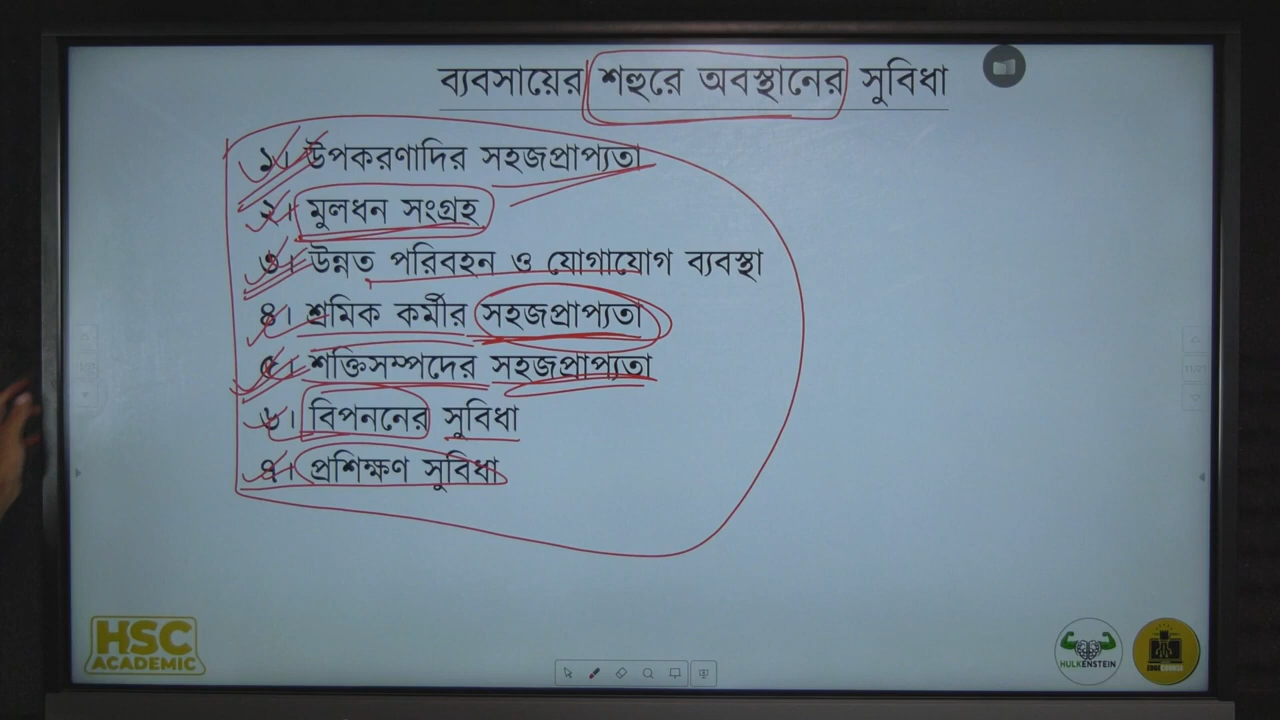 ব্যবসায়ের শহুরে অবস্থানের সুবিধা
১। উপকরণাদির সহজপ্রাপ্যতা
২। মুলধন সংগ্রহ
৩। উন্নত পরিবহন ও যোগাযোগ ব্যবস্থা
৪। শ্রমিক কর্মীর সহজপ্রাপ্যতা
৫। শক্তিসম্পদের সহজপ্রাপ্যতা
৬। বিপননের সুবিধা
৭। প্রশিক্ষণ সুবিধা
HSC
ACADEMIC
HULKENSTEIN